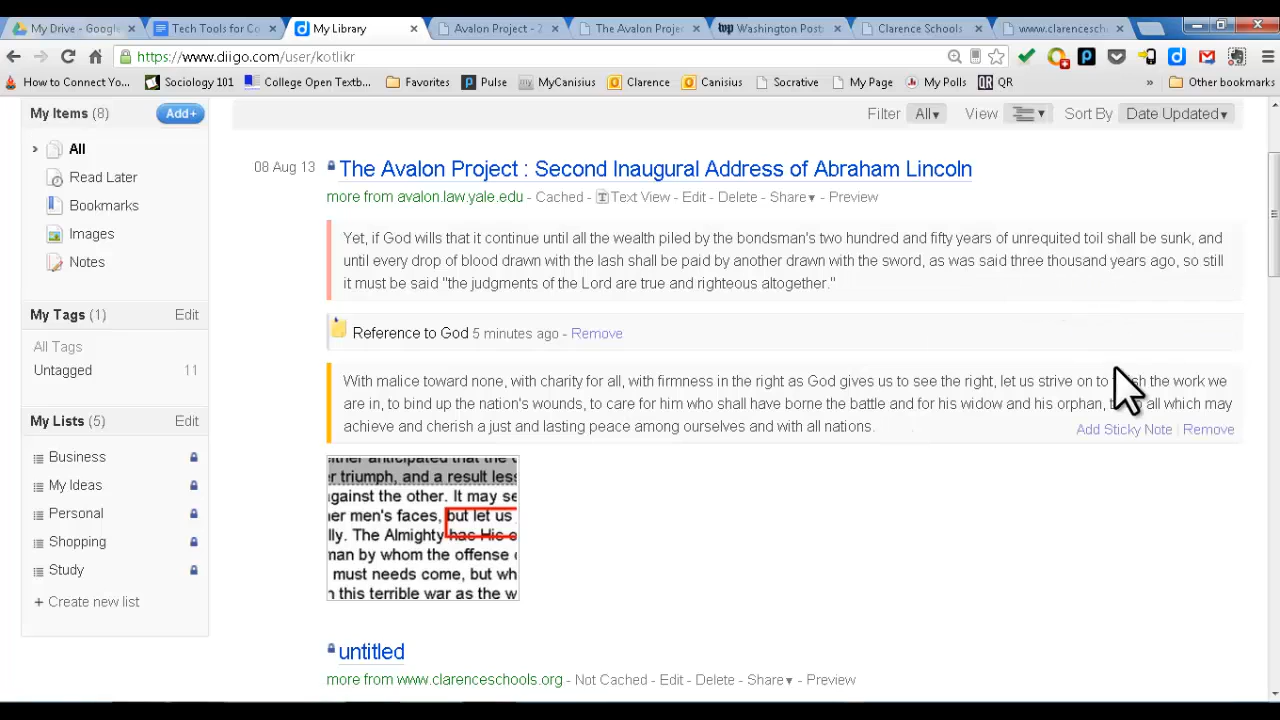 My Drive - Google
Tech Tools for Co
My Library
Avalon Project - 
The Avalon Proje
wp Washington Post
Clarence Schools
www.clarencesch
https://www.diigo.com/user/kotlikr
How to Connect You...
Sociology 101
College Open Textb...
Favorites
Pulse
MyCanisius
Clarence
Canisius
Socrative
My Page
My Polls
QR
»
Other bookmarks
My Items (8)
Add+
Filter All▾ View Sort By Date Updated▾
All
Read Later
Bookmarks
Images
Notes
My Tags (1) Edit
All Tags
Untagged 11
My Lists (5) Edit
Business
My Ideas
Personal
Shopping
Study
+ Create new list
08 Aug 13 The Avalon Project : Second Inaugural Address of Abraham Lincoln
more from avalon.law.yale.edu - Cached - Text View - Edit - Delete - Share▾ - Preview
Yet, if God wills that it continue until all the wealth piled by the bondsman's two hundred and fifty years of unrequited toil shall be sunk, and
until every drop of blood drawn with the lash shall be paid by another drawn with the sword, as was said three thousand years ago, so still
it must be said "the judgments of the Lord are true and righteous altogether."
Reference to God 5 minutes ago - Remove
With malice toward none, with charity for all, with firmness in the right as God gives us to see the right, let us strive on to the work we
are in, to bind up the nation's wounds, to care for him who shall have borne the battle and for his widow and his orphan, all which may
achieve and cherish a just and lasting peace among ourselves and with all nations.
Add Sticky Note | Remove
either anticipated that the c
r triumph, and a result less
against the other. It may se
er men's faces, but let us
lly. The Almighty has His
man by whom the offense
must needs come, but wh
n this terrible war as the w
untitled
more from www.clarenceschools.org - Not Cached - Edit - Delete - Share▾ - Preview